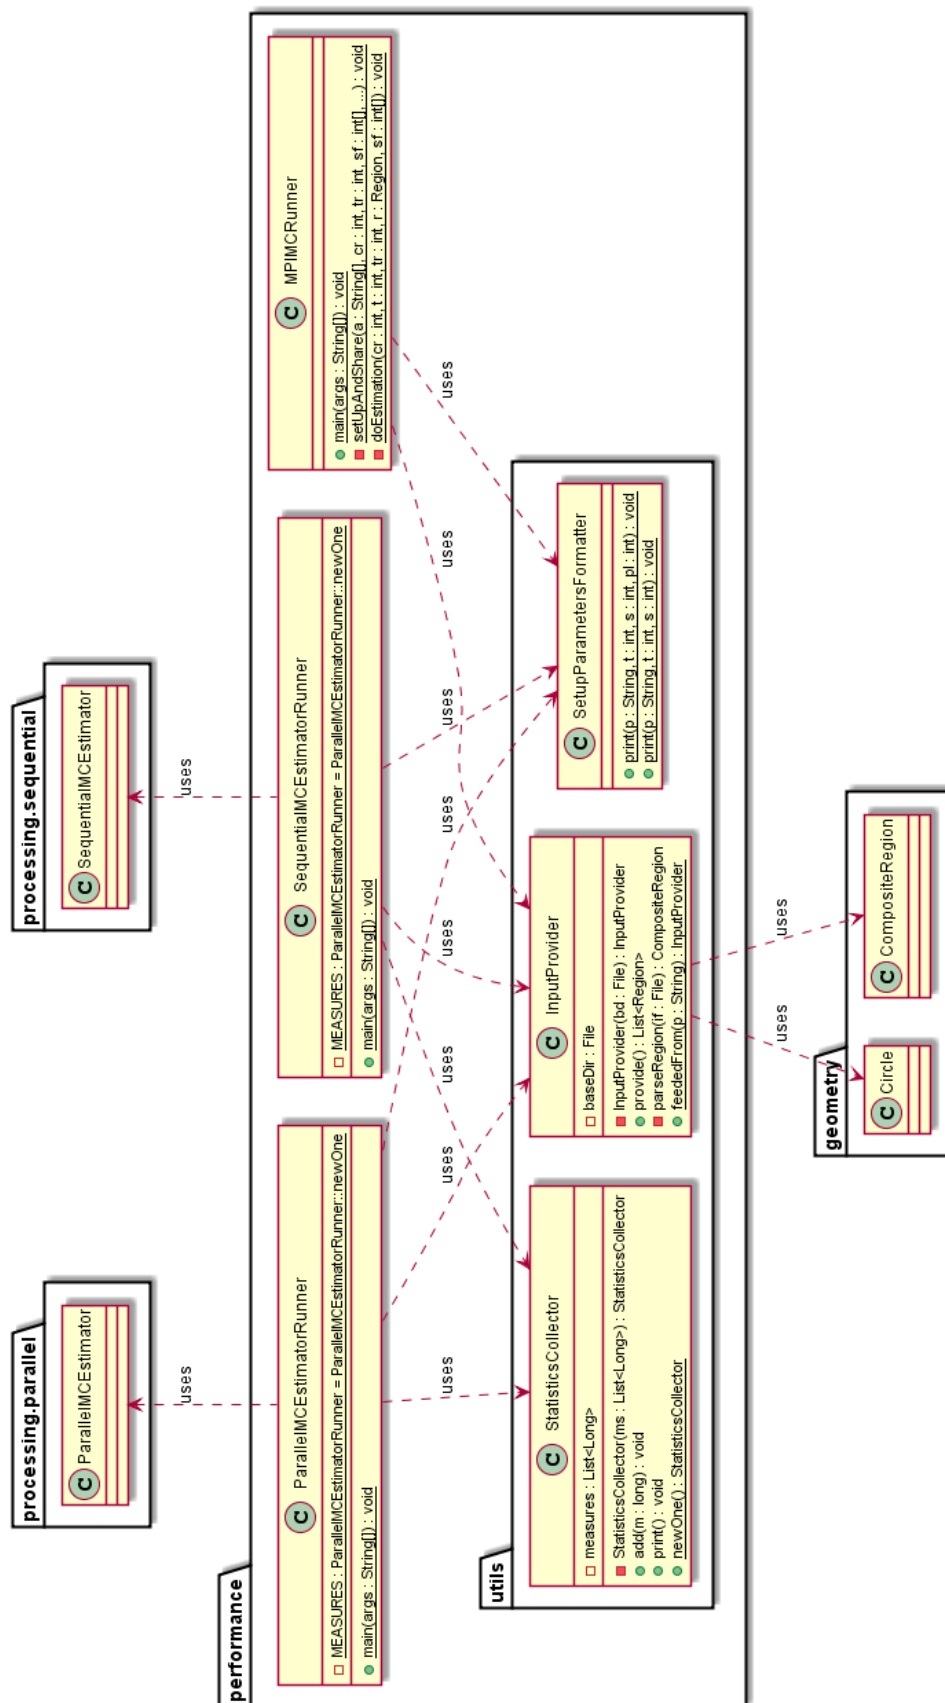 processing.parallel
C ParallelMCEstimator
processing.sequential
C SequentialMCEstimator
uses
uses
performance
C ParallelMCEstimatorRunner
MEASURES : ParallelMCEstimatorRunner = ParallelMCEstimatorRunner::newOne
main(args : String[]) : void
C SequentialMCEstimatorRunner
MEASURES : ParallelMCEstimatorRunner = ParallelMCEstimatorRunner::newOne
main(args : String[]) : void
C MPIMCRunner
main(args : String[]) : void
setUpAndShare(a : String[], cr : int, tr : int, sf : int[], ...) : void
doEstimation(cr : int, t : int, tr : int, r : Region, sf : int[]) : void
uses
uses
uses
uses
uses
uses
uses
uses
utils
C StatisticsCollector
measures : List<Long>
StatisticsCollector(ms : List<Long>) : StatisticsCollector
add(m : long) : void
print() : void
newOne() : StatisticsCollector
C InputProvider
baseDir : File
InputProvider(bd : File) : InputProvider
provide() : List<Region>
parseRegion(if : File) : CompositeRegion
feededFrom(p : String) : InputProvider
C SetupParametersFormatter
print(p : String, t : int, s : int, pl : int) : void
print(p : String, t : int, s : int) : void
uses
uses
geometry
C Circle
C CompositeRegion